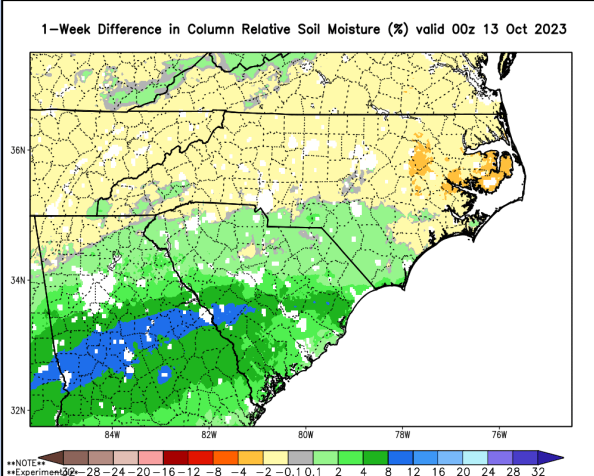 1-Week Difference in Column Relative Soil Moisture (%) valid 00z 13 Oct 2023
36N
34N
32N
84W 82W 80W 78W 76W
**NOTE**
**Experimental** -32 -28 -24 -20 -16 -12 -8 -4 -2 -0.1 0.1 2 4 8 12 16 20 24 28 32